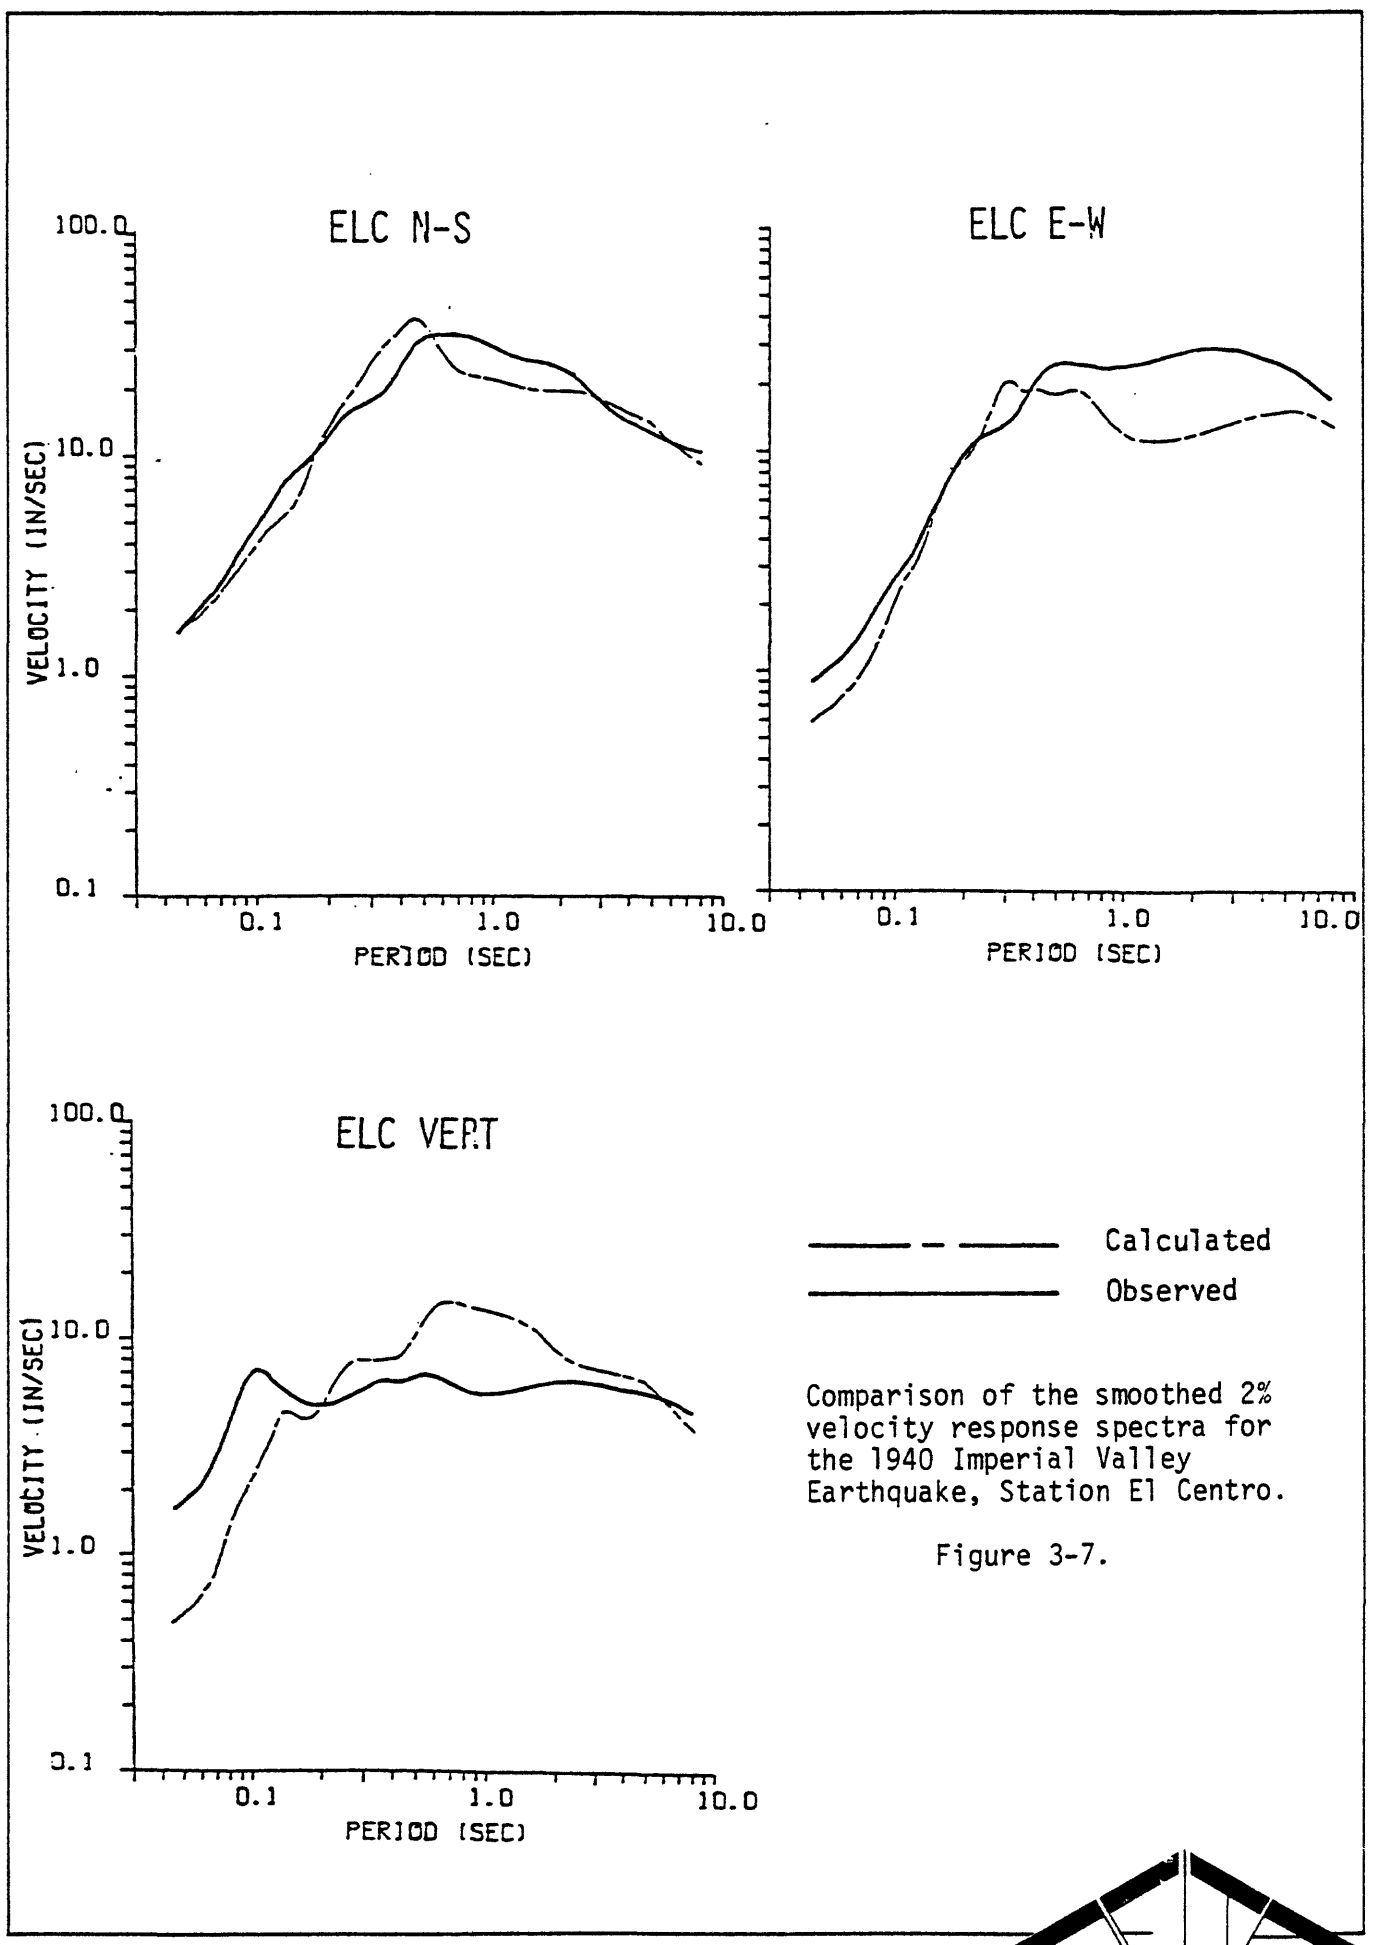 ELC N-S
100.0
10.0
1.0
0.1
VELOCITY (IN/SEC)
0.1 1.0 10.0
PERIOD (SEC)
ELC E-W
0.1 1.0 10.0
PERIOD (SEC)
ELC VERT
100.0
10.0
1.0
0.1
VELOCITY (IN/SEC)
0.1 1.0 10.0
PERIOD (SEC)
Calculated
Observed
Comparison of the smoothed 2%
velocity response spectra for
the 1940 Imperial Valley
Earthquake, Station El Centro.
Figure 3-7.